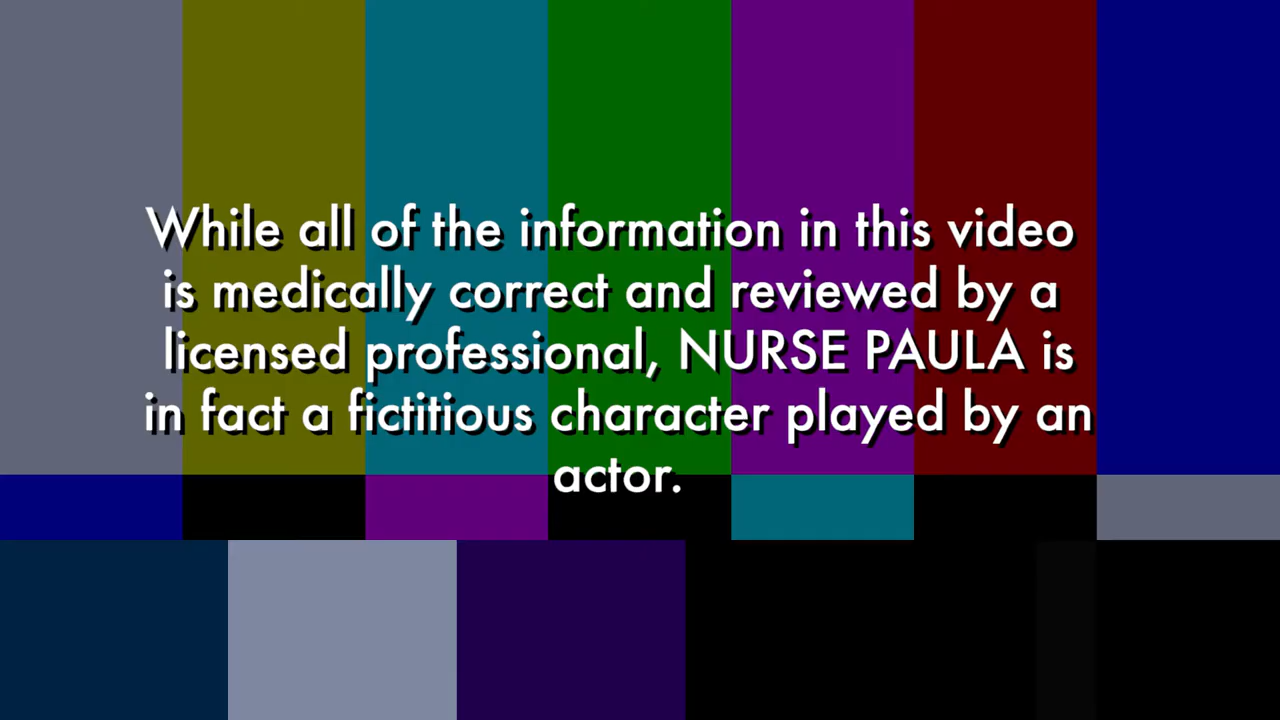 While all of the information in this video
is medically correct and reviewed by a
licensed professional, NURSE PAULA is
in fact a fictitious character played by an
actor.